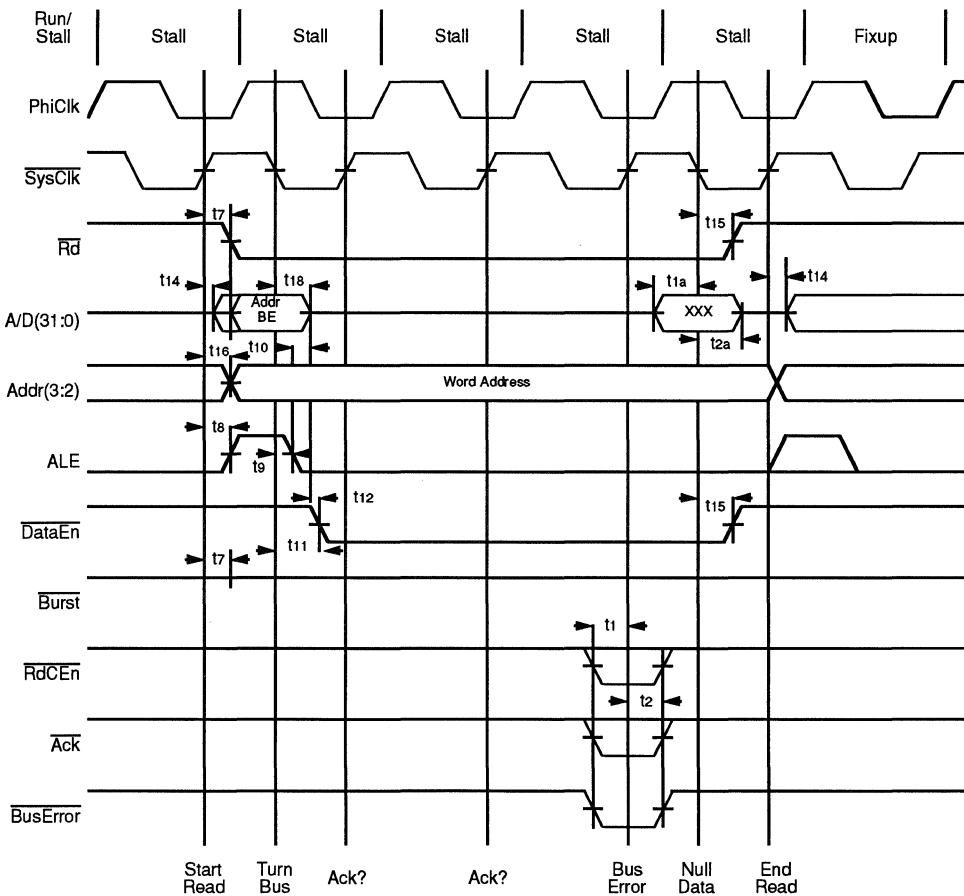 Run/
Stall
Stall Stall Stall Stall Stall Fixup
PhiClk
SysClk
t7 t15
Rd
t14 t18 t1a t14
A/D(31:0)
Addr
BE
XXX
t2a
t16 t10
Addr(3:2)
Word Address
t8
ALE
t9
t12 t15
DataEn
t11
t7
Burst
t1
RdCEn
t2
Ack
BusError
Start
Read
Turn
Bus
Ack?
Ack?
Bus
Error
Null
Data
End
Read